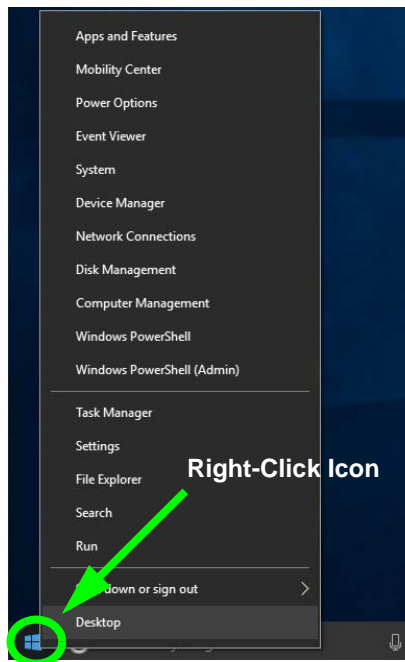 Apps and Features
Mobility Center
Power Options
Event Viewer
System
Device Manager
Network Connections
Disk Management
Computer Management
Windows PowerShell
Windows PowerShell (Admin)
Task Manager
Settings
File Explorer
Right-Click Icon
Search
Run
down or sign out
Desktop